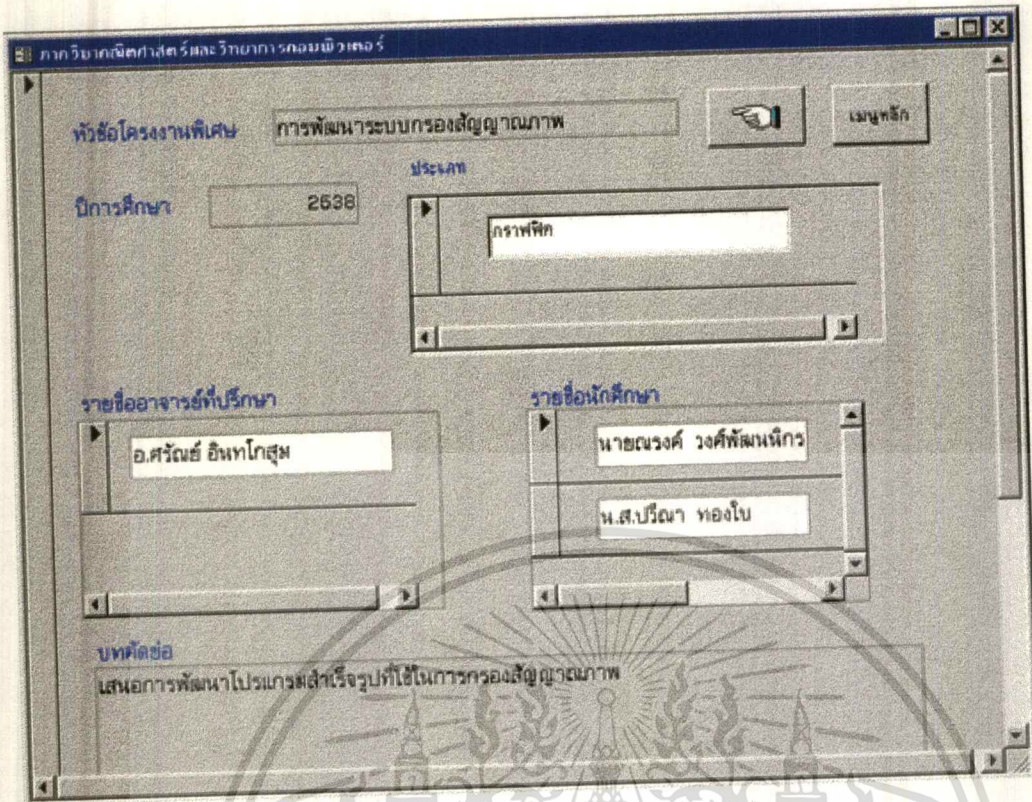 ภาควิชาคณิตศาสตร์และวิทยาการคอมพิวเตอร์
หัวข้อโครงงานพิเศษ การพัฒนาระบบกรองสัญญาณภาพ เมนูหลัก
ปีการศึกษา 2538
ประเภท
กราฟฟิค
รายชื่ออาจารย์ที่ปรึกษา
อ.ศรัณย์ อินทโกสุม
รายชื่อนักศึกษา
นายณรงค์ วงศ์พัฒนนิกร
น.ส.ปวีณา ทองใบ
บทคัดย่อ
เสนอการพัฒนาโปรแกรมสำเร็จรูปที่ใช้ในการกรองสัญญาณภาพ